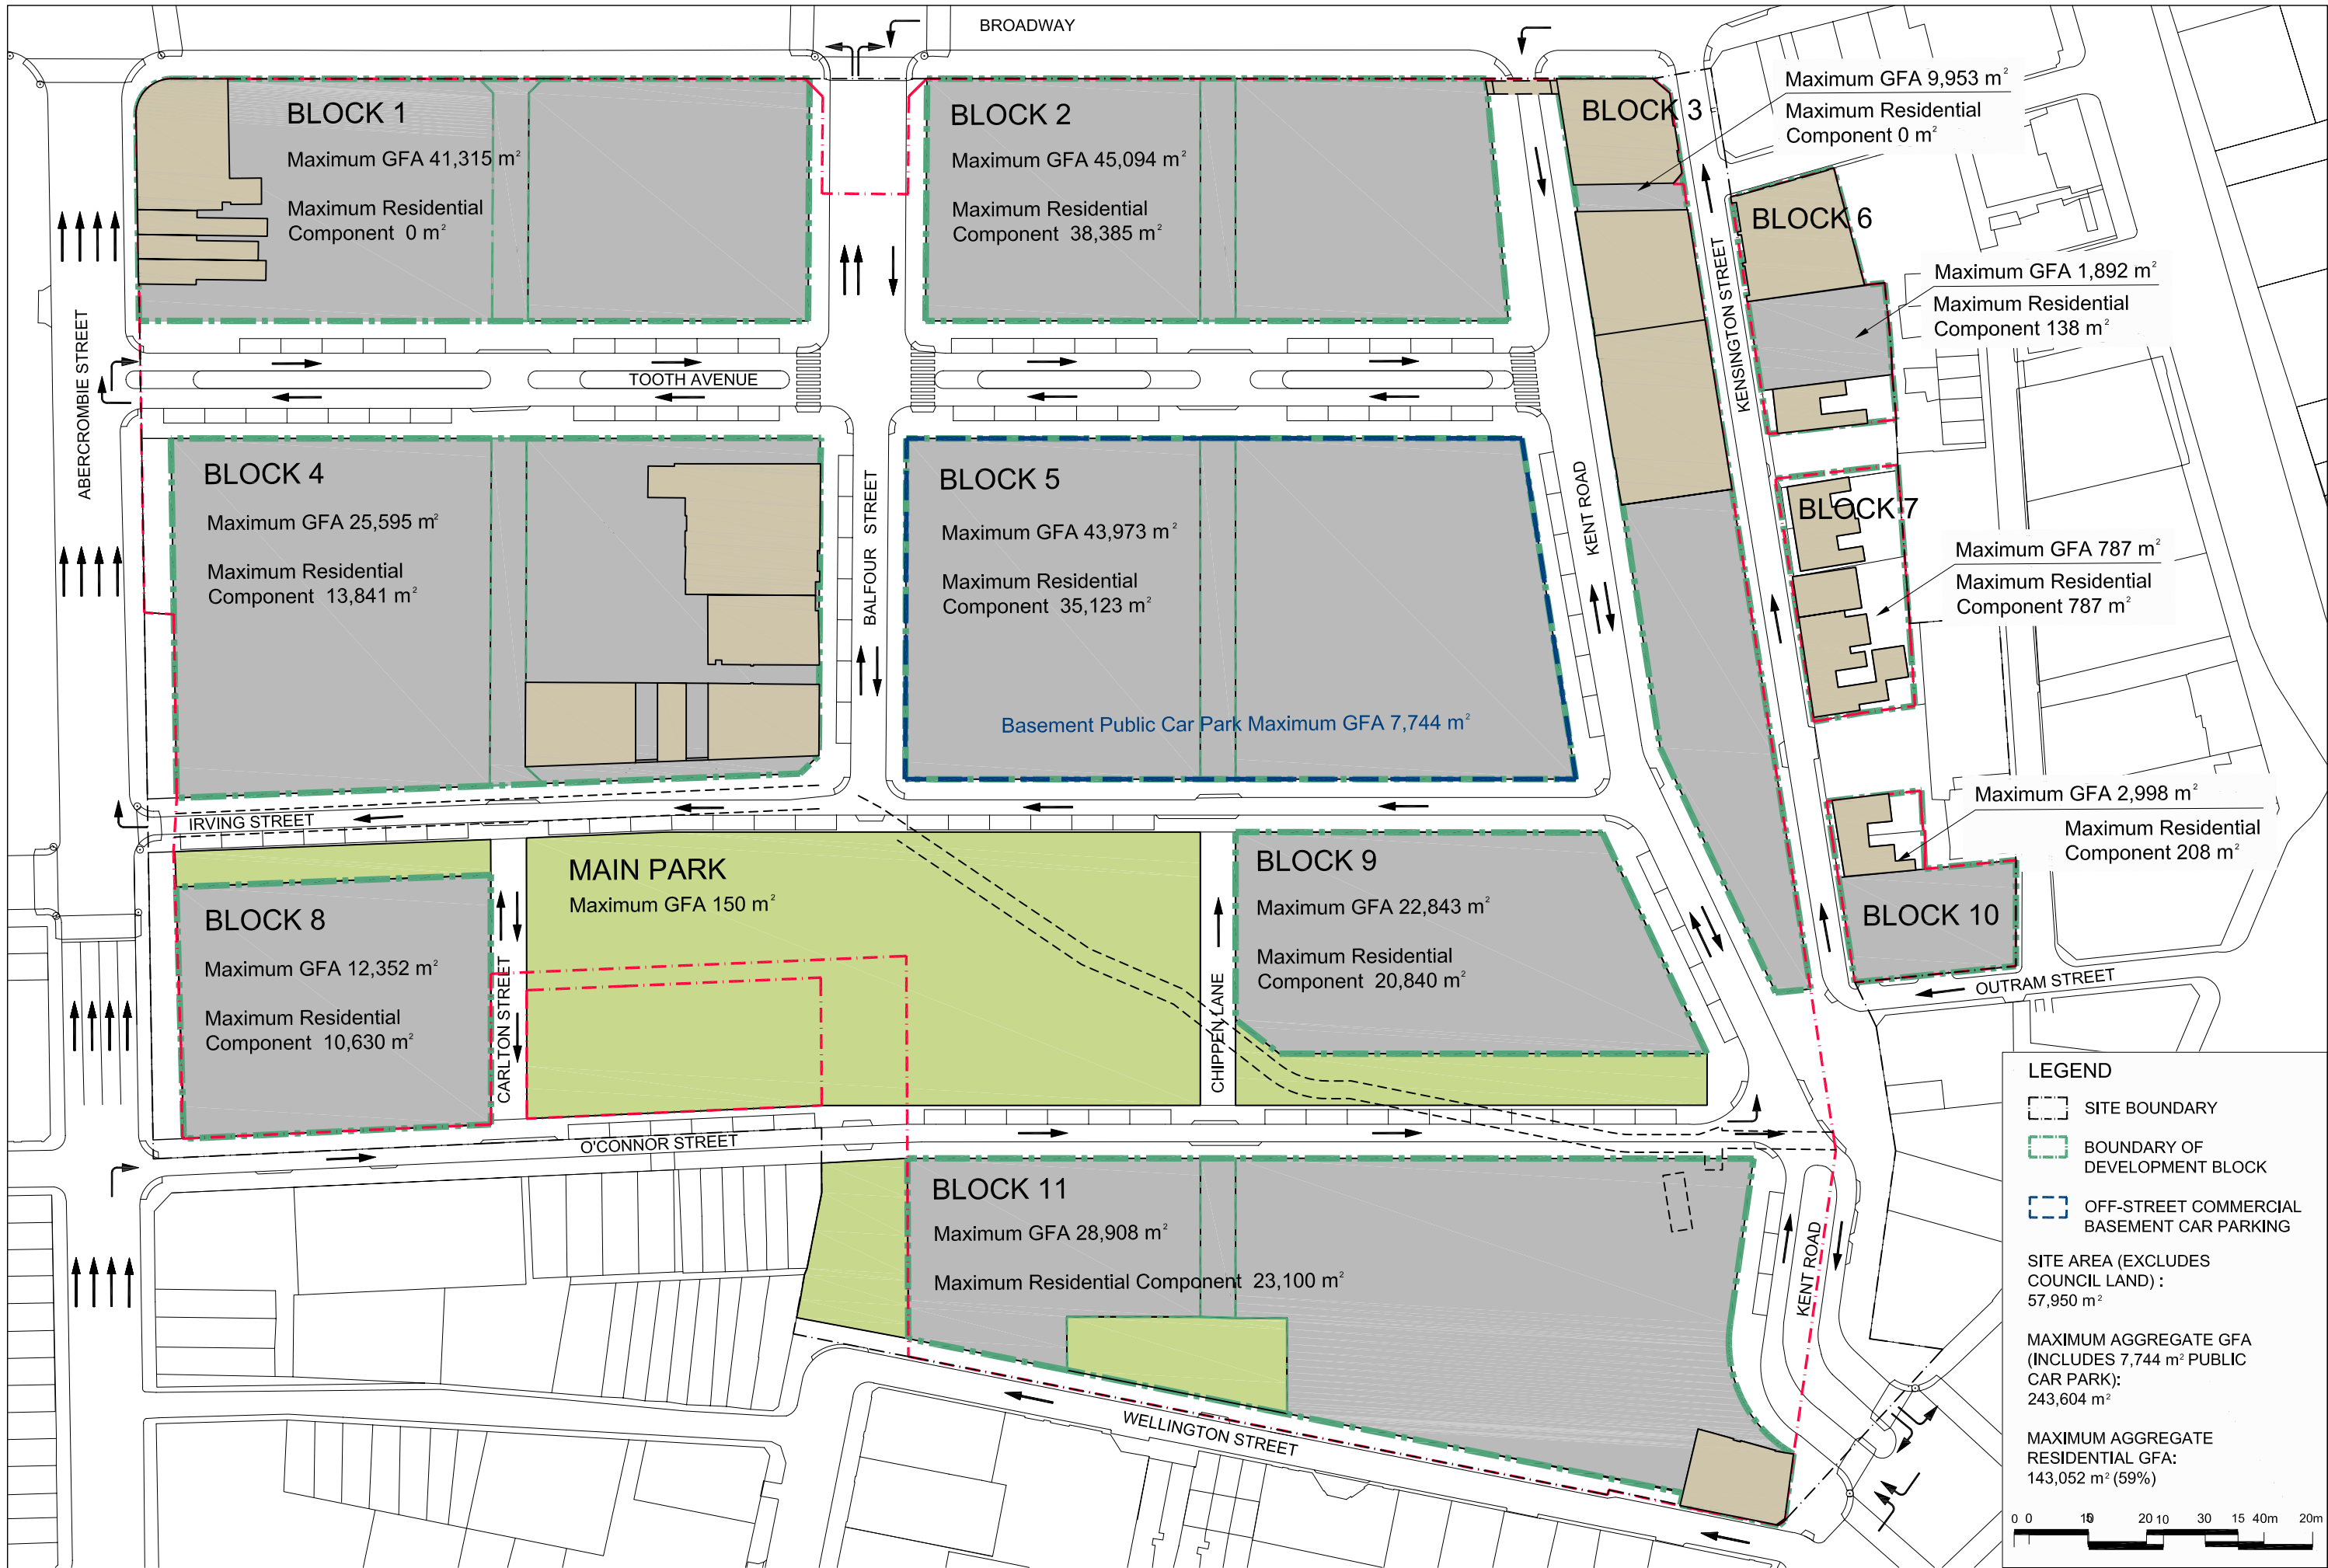 BROADWAY
BLOCK 1
Maximum GFA 41,315 m²
Maximum Residential
Component 0 m²
BLOCK 2
Maximum GFA 45,094 m²
Maximum Residential
Component 38,385 m²
BLOCK 3
Maximum GFA 9,953 m²
Maximum Residential
Component 0 m²
BLOCK 6
Maximum GFA 1,892 m²
Maximum Residential
Component 138 m²
KENSINGTON STREET
ABERCROMBIE STREET
TOOTH AVENUE
BLOCK 4
Maximum GFA 25,595 m²
Maximum Residential
Component 13,841 m²
BALFOUR STREET
BLOCK 5
Maximum GFA 43,973 m²
Maximum Residential
Component 35,123 m²
Basement Public Car Park Maximum GFA 7,744 m²
KENT ROAD
BLOCK 7
Maximum GFA 787 m²
Maximum Residential
Component 787 m²
Maximum GFA 2,998 m²
Maximum Residential
Component 208 m²
BLOCK 10
OUTRAM STREET
IRVING STREET
MAIN PARK
Maximum GFA 150 m²
BLOCK 8
Maximum GFA 12,352 m²
Maximum Residential
Component 10,630 m²
CARLTON STREET
CHIPPEN LANE
BLOCK 9
Maximum GFA 22,843 m²
Maximum Residential
Component 20,840 m²
O'CONNOR STREET
BLOCK 11
Maximum GFA 28,908 m²
Maximum Residential Component 23,100 m²
KENT ROAD
WELLINGTON STREET
LEGEND
SITE BOUNDARY
BOUNDARY OF
DEVELOPMENT BLOCK
OFF-STREET COMMERCIAL
BASEMENT CAR PARKING
SITE AREA (EXCLUDES
COUNCIL LAND) :
57,950 m²
MAXIMUM AGGREGATE GFA
(INCLUDES 7,744 m² PUBLIC
CAR PARK):
243,604 m²
MAXIMUM AGGREGATE
RESIDENTIAL GFA:
143,052 m² (59%)
0 0 20 10 30 15 40m 20m